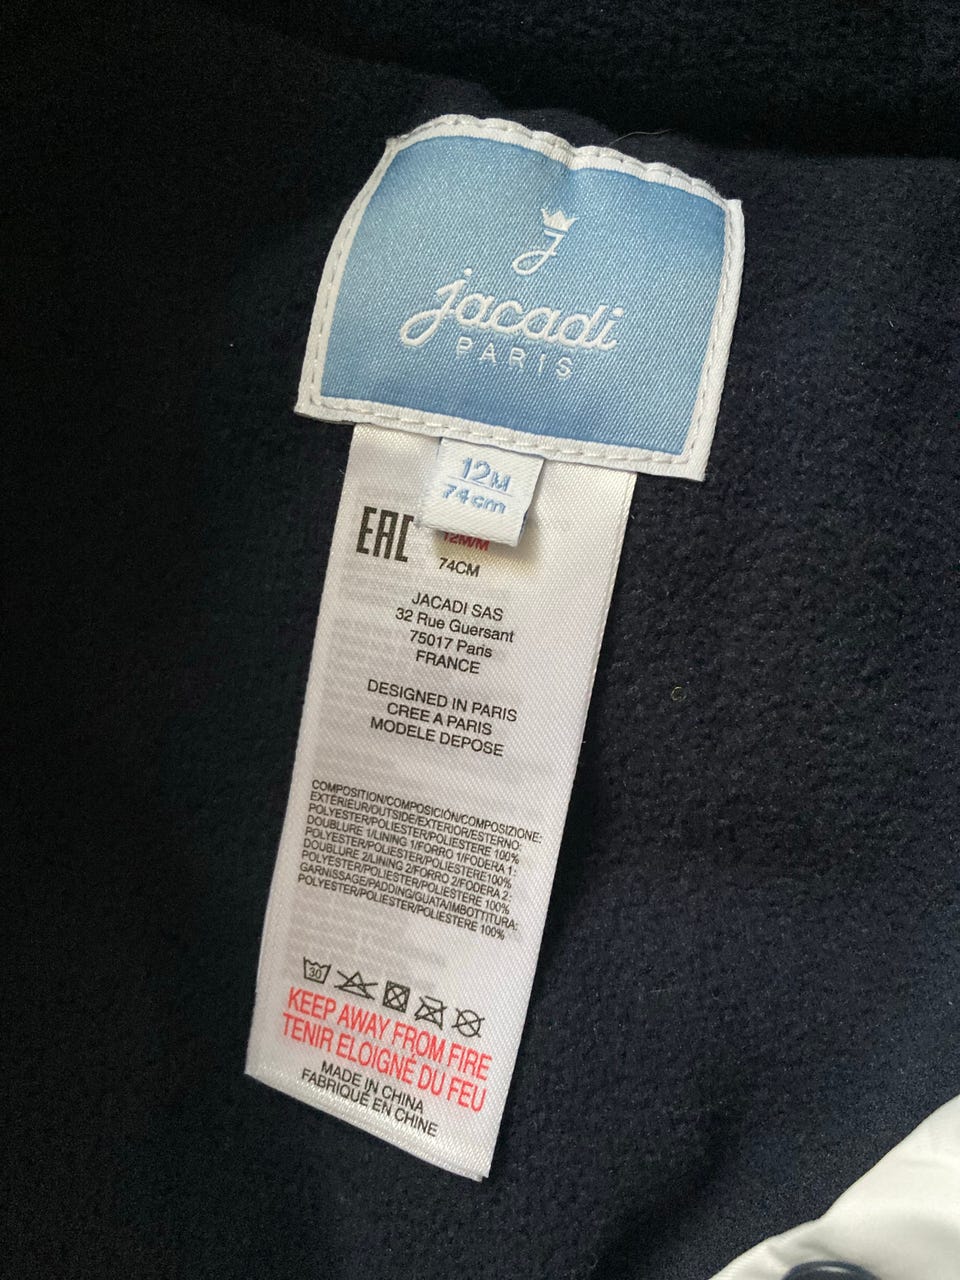 J
jacadi
PARIS
12M
74cm
EAC
12M/M
74CM
JACADI SAS
32 Rue Guersant
75017 Paris
FRANCE
DESIGNED IN PARIS
CREE A PARIS
MODELE DEPOSE
COMPOSITION/COMPOSICIÓN/COMPOSIZIONE:
EXTÉRIEUR/OUTSIDE/EXTERIOR/ESTERNO:
POLYESTER/POLIESTER/POLIESTERE 100%
DOUBLURE 1/LINING 1/FORRO 1/FODERA 1:
POLYESTER/POLIESTER/POLIESTERE100%
DOUBLURE 2/LINING 2/FORRO 2/FODERA 2:
POLYESTER/POLIESTER/POLIESTERE 100%
GARNISSAGE/PADDING/GUATA/IMBOTTITURA:
POLYESTER/POLIESTER/POLIESTERE 100%
30
KEEP AWAY FROM FIRE
TENIR ELOIGNÉ DU FEU
MADE IN CHINA
FABRIQUÉ EN CHINE